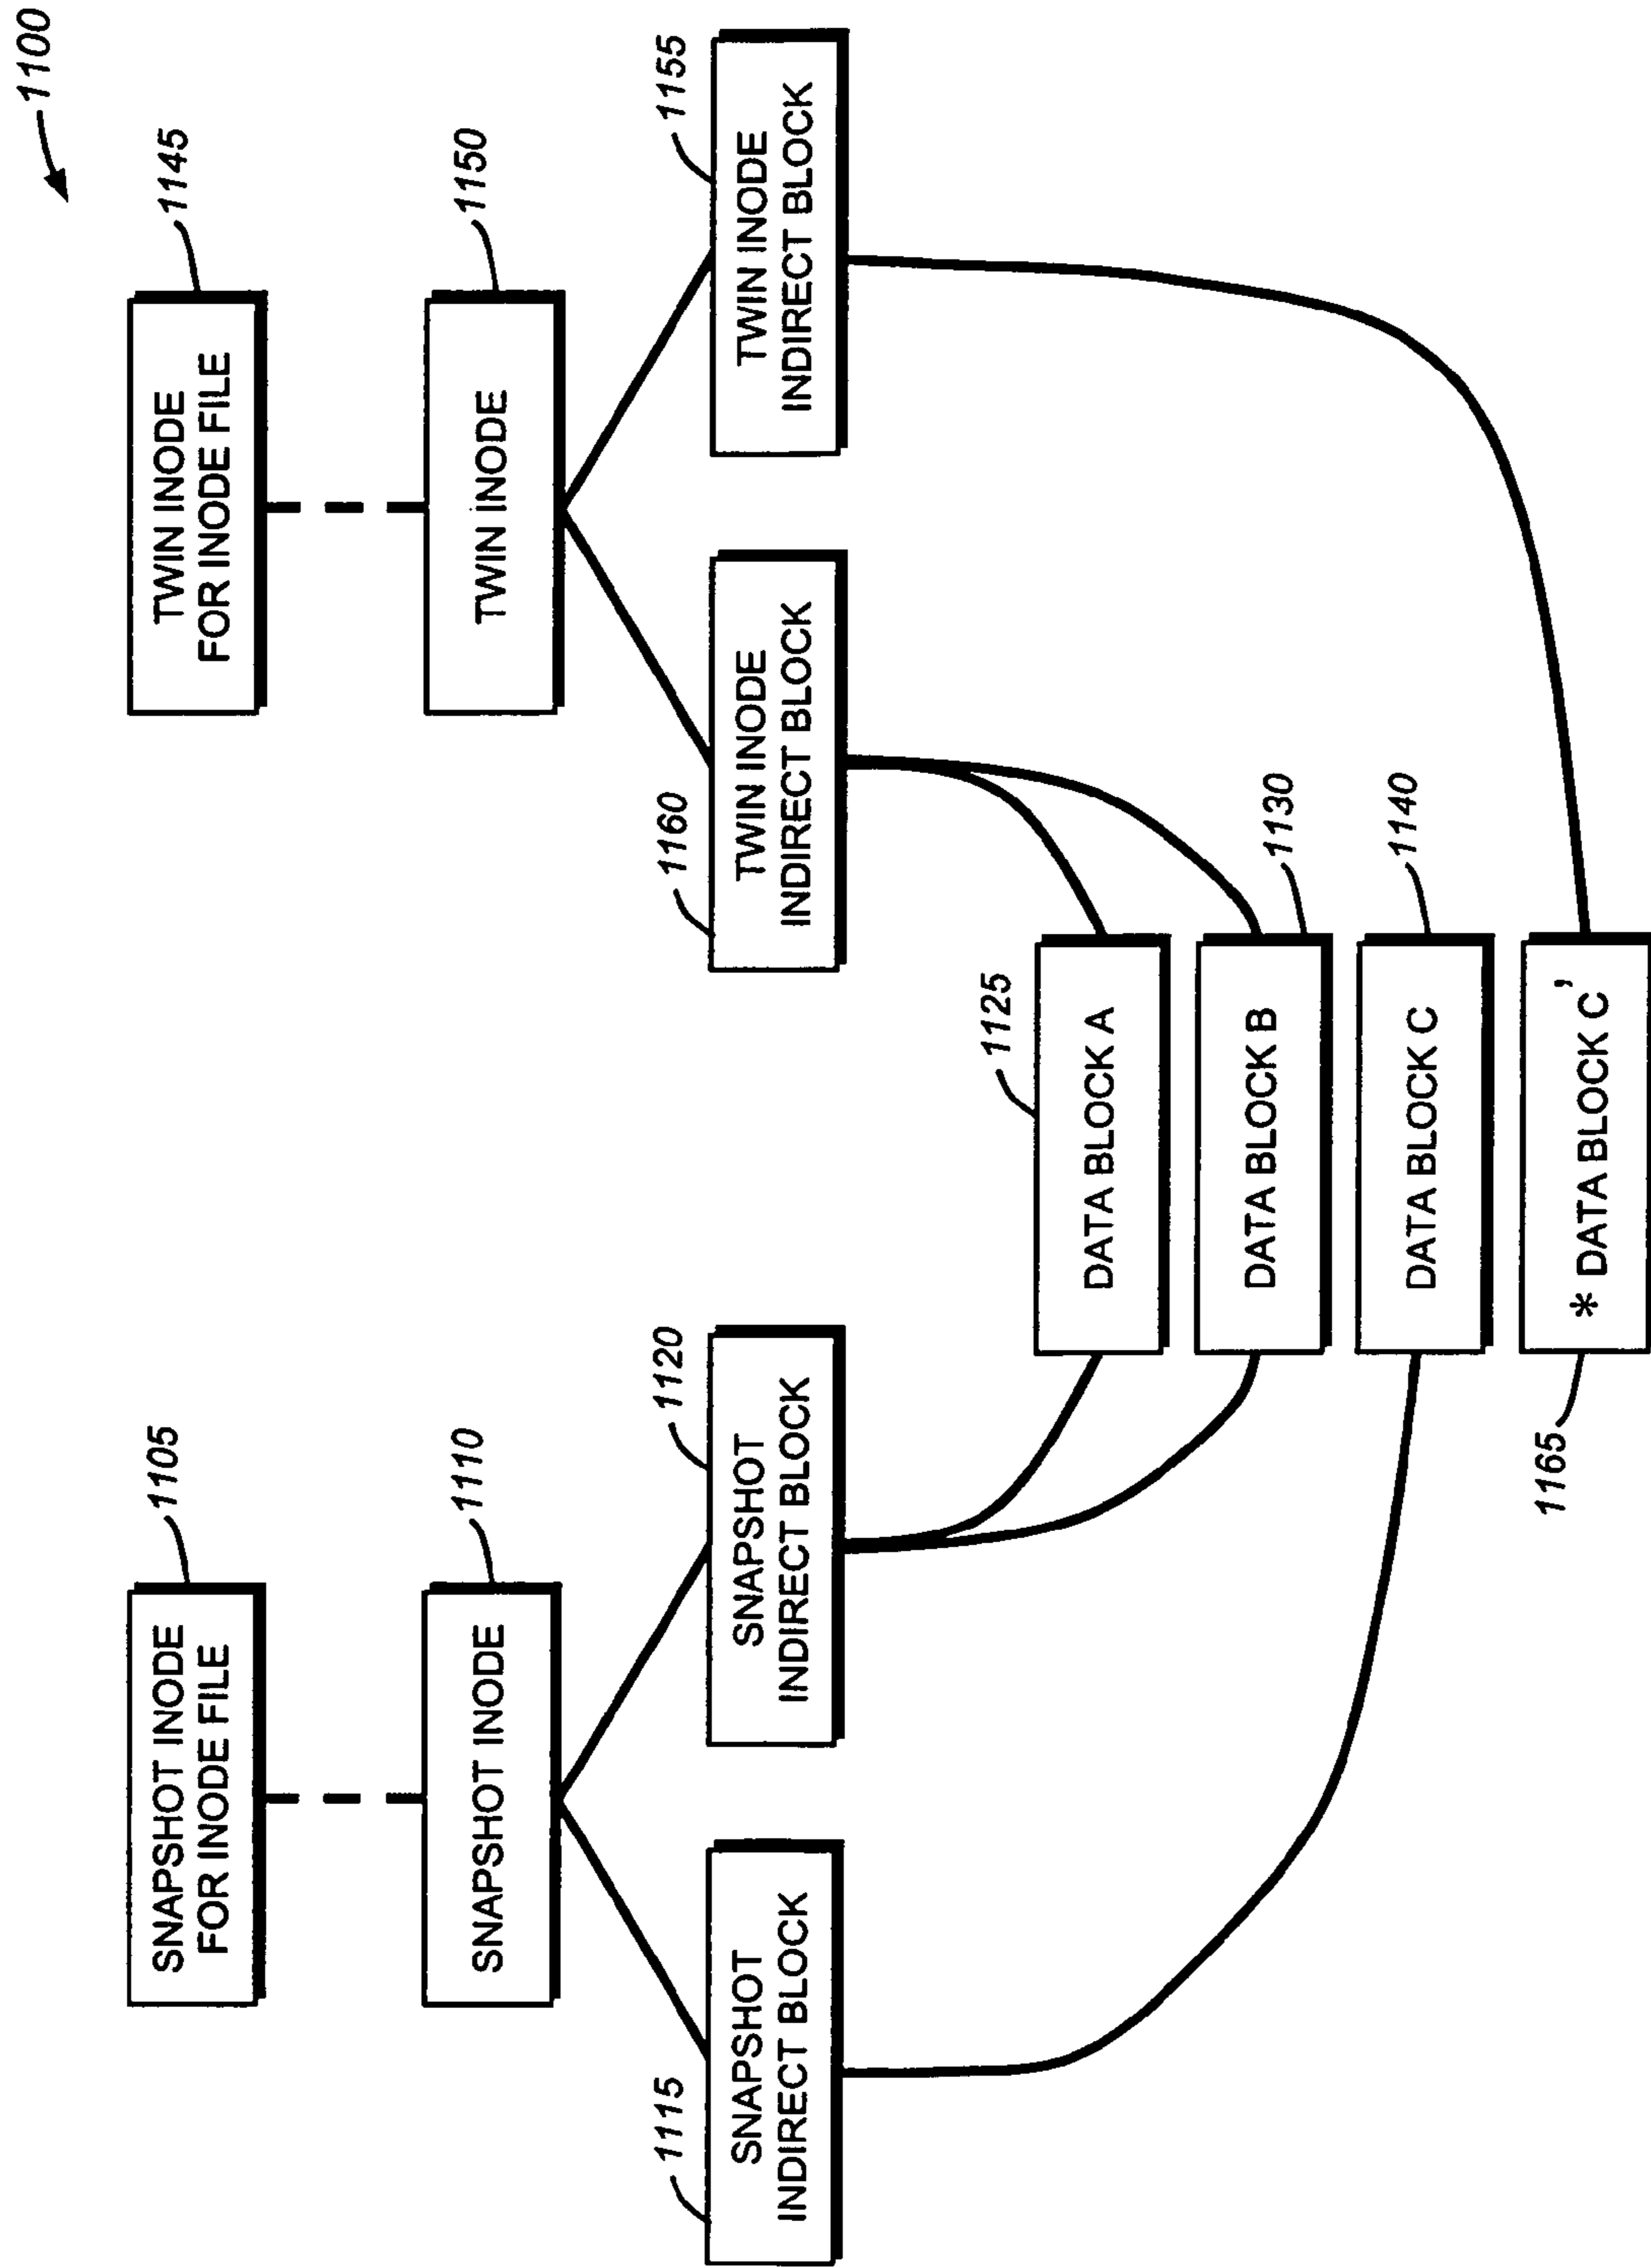 1100
1105
SNAPSHOT INODE
FOR INODE FILE
1145
TWIN INODE
FOR INODE FILE
1110
SNAPSHOT INODE
1150
TWIN INODE
1115
SNAPSHOT
INDIRECT BLOCK
1120
SNAPSHOT
INDIRECT BLOCK
1160
TWIN INODE
INDIRECT BLOCK
1155
TWIN INODE
INDIRECT BLOCK
1125
DATA BLOCK A
1130
DATA BLOCK B
1140
DATA BLOCK C
1165
* DATA BLOCK C'